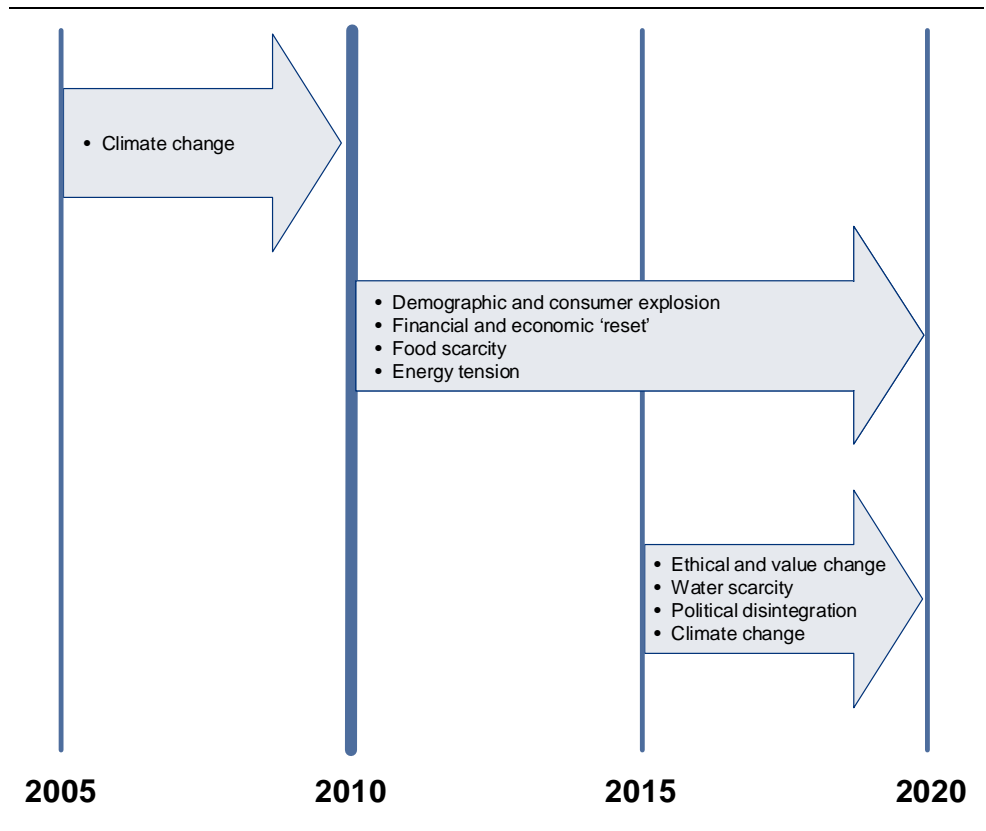 • Climate change
• Demographic and consumer explosion
• Financial and economic ‘reset’
• Food scarcity
• Energy tension
• Ethical and value change
• Water scarcity
• Political disintegration
• Climate change
2005 2010 2015 2020